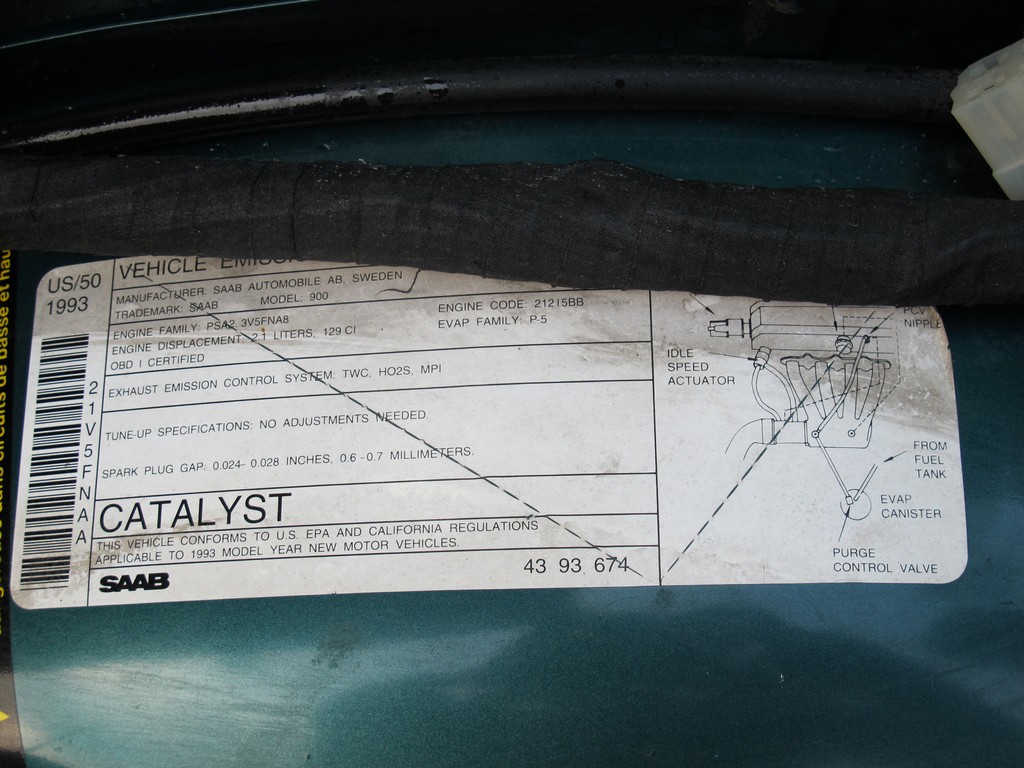 US/50
1993
21V5FNAA
VEHICLE
MANUFACTURER: SAAB AUTOMOBILE AB, SWEDEN
TRADEMARK: SAAB MODEL: 900
ENGINE FAMILY: PSA2.3V5FNA8 ENGINE CODE: 21215BB
ENGINE DISPLACEMENT: 2.1 LITERS, 129 CI EVAP FAMILY: P-5
OBD I CERTIFIED
EXHAUST EMISSION CONTROL SYSTEM: TWC, HO2S, MPI
TUNE-UP SPECIFICATIONS: NO ADJUSTMENTS NEEDED.
SPARK PLUG GAP: 0.024- 0.028 INCHES, 0.6-0.7 MILLIMETERS.
CATALYST
THIS VEHICLE CONFORMS TO U.S. EPA AND CALIFORNIA REGULATIONS
APPLICABLE TO 1993 MODEL YEAR NEW MOTOR VEHICLES.
SAAB 43 93 674
PCV
NIPPLE
IDLE
SPEED
ACTUATOR
FROM
FUEL
TANK
EVAP
CANISTER
PURGE
CONTROL VALVE